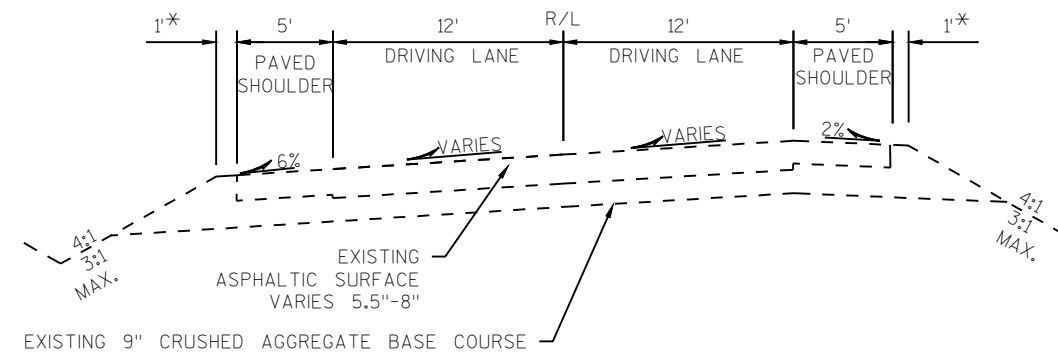 1'* 5' 12' R/L 12' 5' 1'*
PAVED SHOULDER
DRIVING LANE
DRIVING LANE
PAVED SHOULDER
6%
VARIES
VARIES
2%
4:1
3:1
MAX.
4:1
3:1
MAX.
EXISTING
ASPHALTIC SURFACE
VARIES 5.5"-8"
EXISTING 9" CRUSHED AGGREGATE BASE COURSE